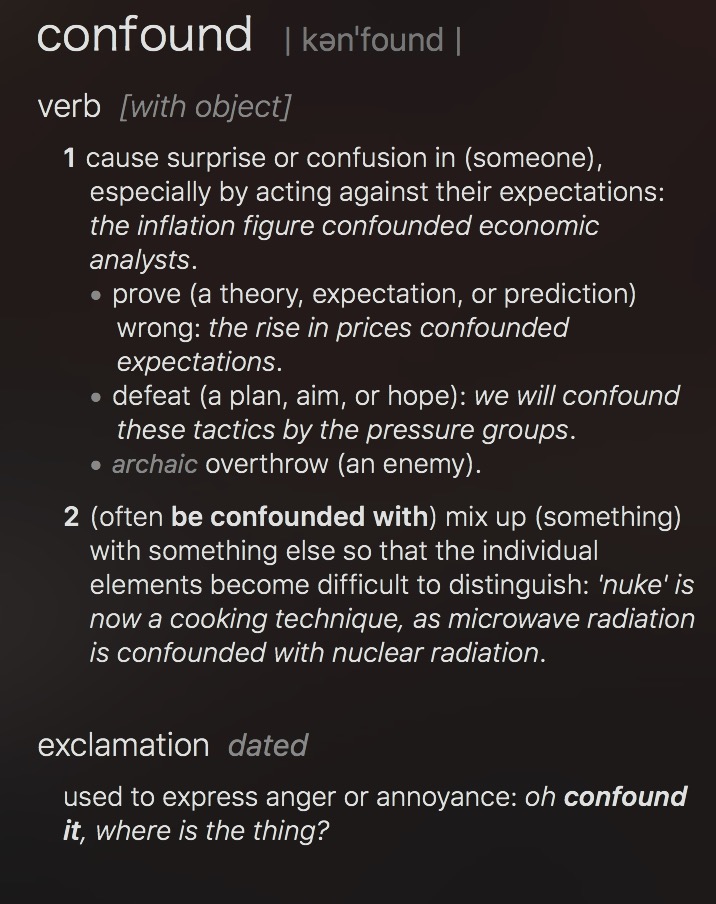 confound | kən'found |
verb [with object]
1 cause surprise or confusion in (someone),
especially by acting against their expectations:
the inflation figure confounded economic
analysts.
• prove (a theory, expectation, or prediction)
wrong: the rise in prices confounded
expectations.
• defeat (a plan, aim, or hope): we will confound
these tactics by the pressure groups.
• archaic overthrow (an enemy).
2 (often be confounded with) mix up (something)
with something else so that the individual
elements become difficult to distinguish: 'nuke' is
now a cooking technique, as microwave radiation
is confounded with nuclear radiation.
exclamation dated
used to express anger or annoyance: oh confound
it, where is the thing?